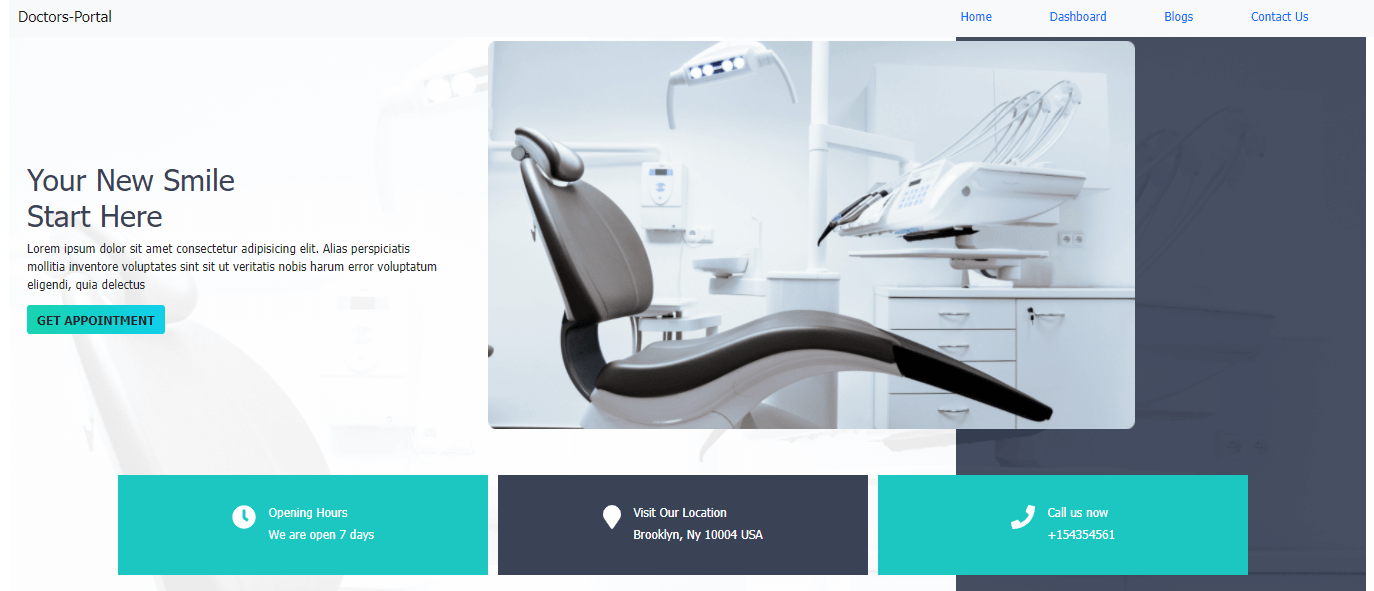 Doctors-Portal
Home
Dashboard
Blogs
Contact Us
Your New Smile
Start Here
Lorem ipsum dolor sit amet consectetur adipisicing elit. Alias perspiciatis
mollitia inventore voluptates sint sit ut veritatis nobis harum error voluptatum
eligendi, quia delectus
GET APPOINTMENT
Opening Hours
We are open 7 days
Visit Our Location
Brooklyn, Ny 10004 USA
Call us now
+154354561